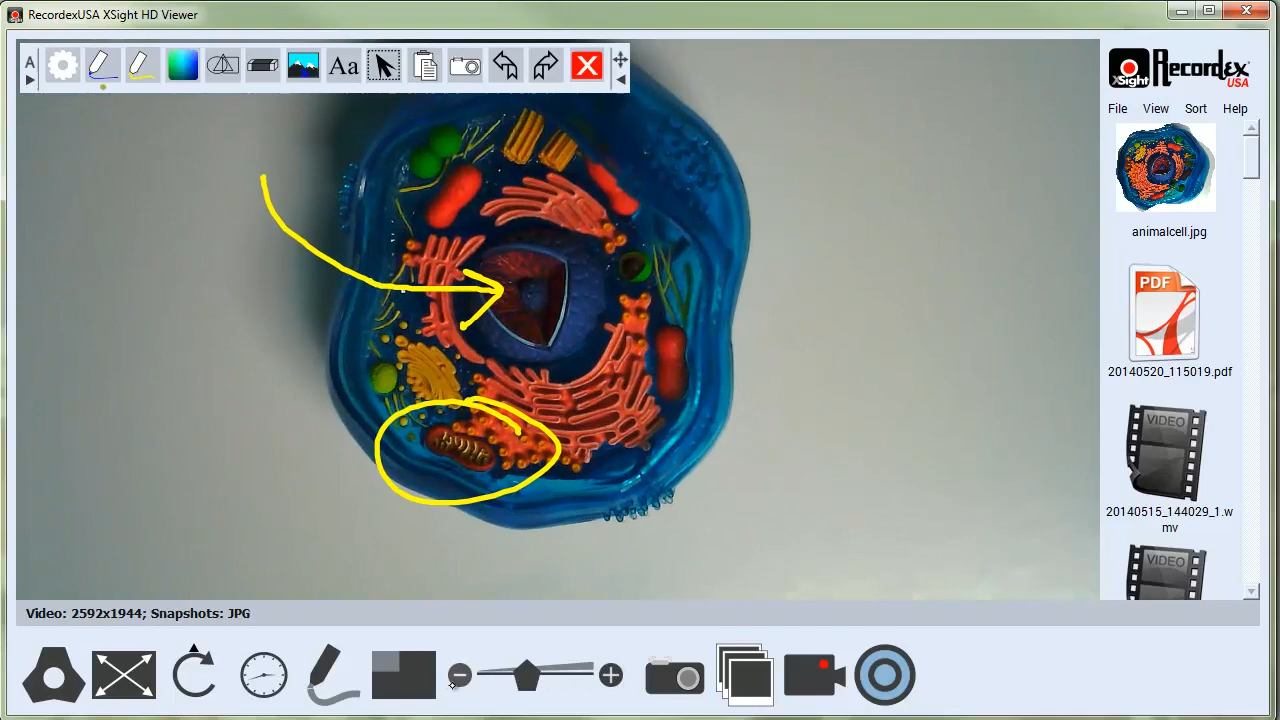 RecordexUSA XSight HD Viewer
A
Aa
XSight
Recordex
USA
File View Sort Help
animalcell.jpg
PDF
20140520_115019.pdf
VIDEO
20140515_144029_1.w
mv
VIDEO
Video: 2592x1944; Snapshots: JPG